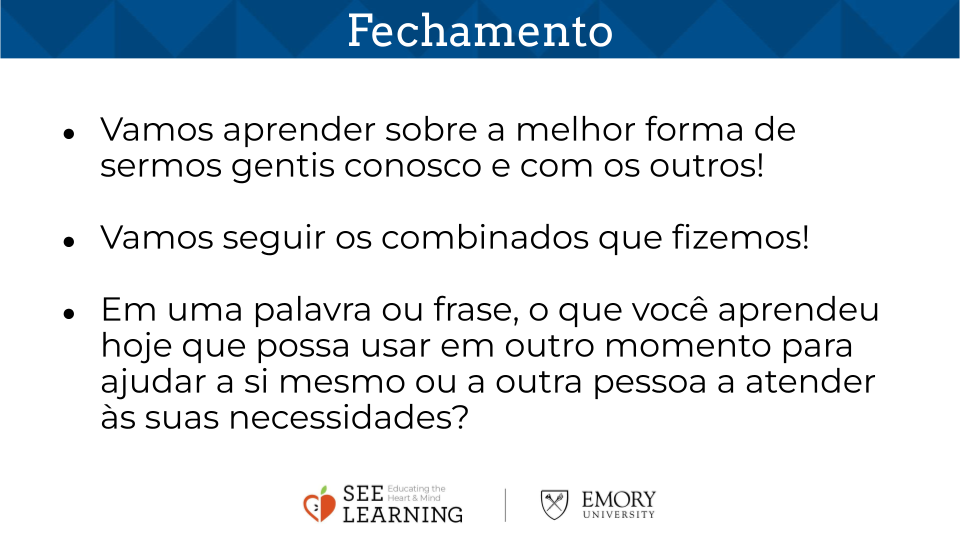 Fechamento
● Vamos aprender sobre a melhor forma de
sermos gentis conosco e com os outros!
● Vamos seguir os combinados que fizemos!
● Em uma palavra ou frase, o que você aprendeu
hoje que possa usar em outro momento para
ajudar a si mesmo ou a outra pessoa a atender
às suas necessidades?
SEE Educating the
Heart & Mind
LEARNING
EMORY
UNIVERSITY